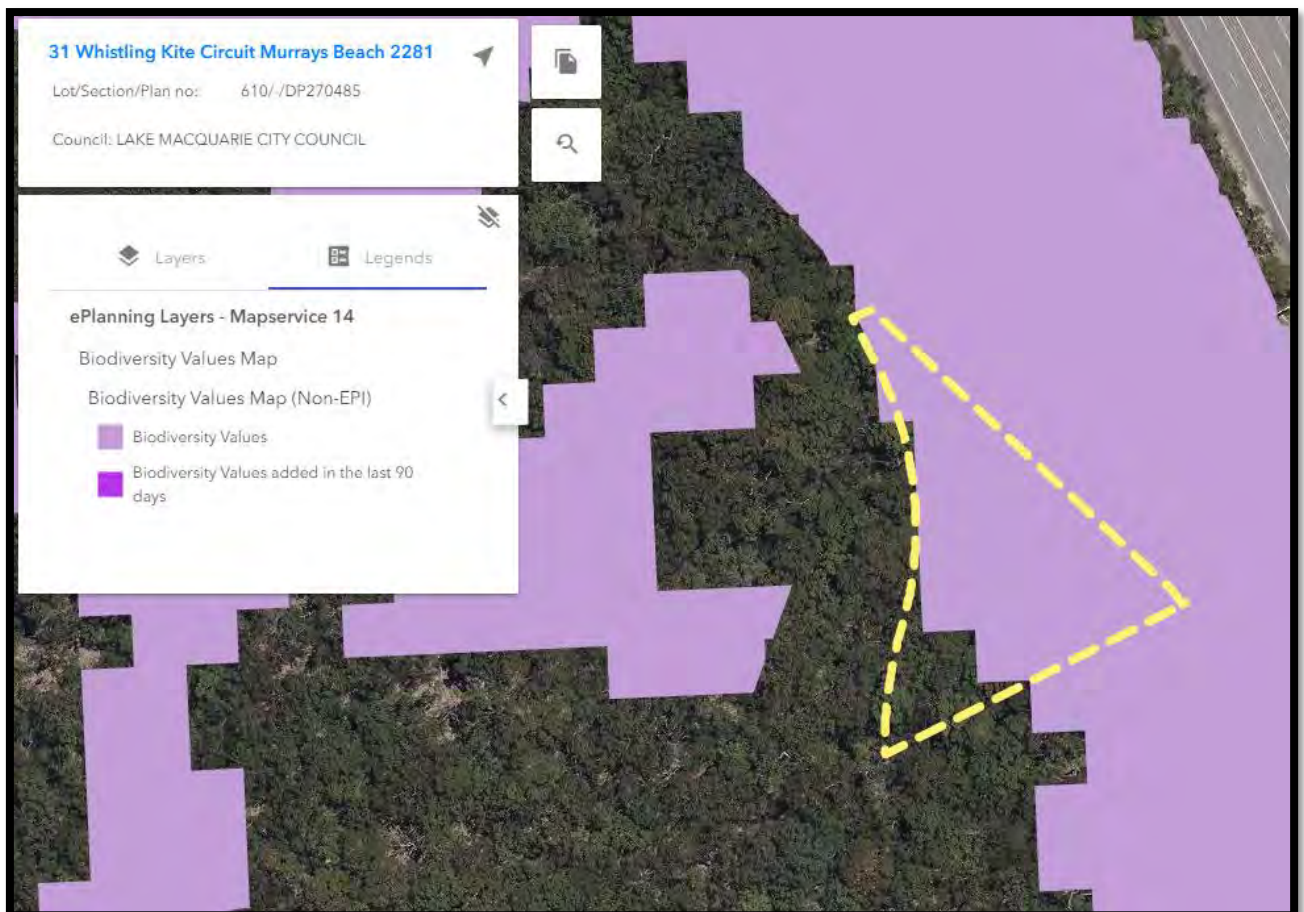 31 Whistling Kite Circuit Murrays Beach 2281
Lot/Section/Plan no: 610/-/DP270485
Council: LAKE MACQUARIE CITY COUNCIL
Layers
Legends
ePlanning Layers - Mapservice 14
Biodiversity Values Map
Biodiversity Values Map (Non-EPI)
Biodiversity Values
Biodiversity Values added in the last 90
days